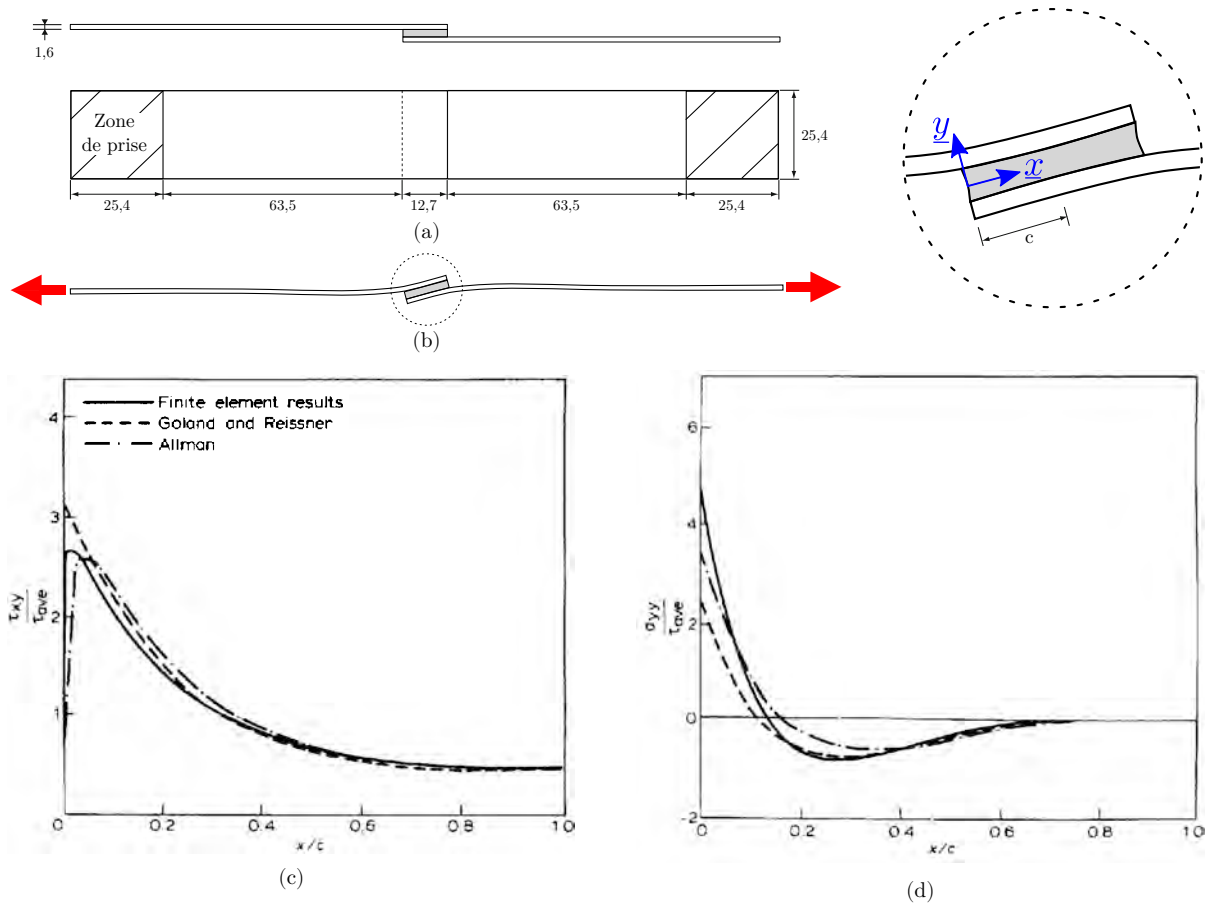 1,6
Zone
de prise
25,4
25,4
63,5
12,7
63,5
25,4
(a)
(b)
y
x
c
Finite element results
Goland and Reissner
Allman
4
3
2
1
τxy
τave
0
0.2
0.4
0.6
0.8
1.0
x/c
(c)
6
4
2
0
-2
σyy
τave
0
0.2
0.4
0.6
0.8
1.0
x/c
(d)